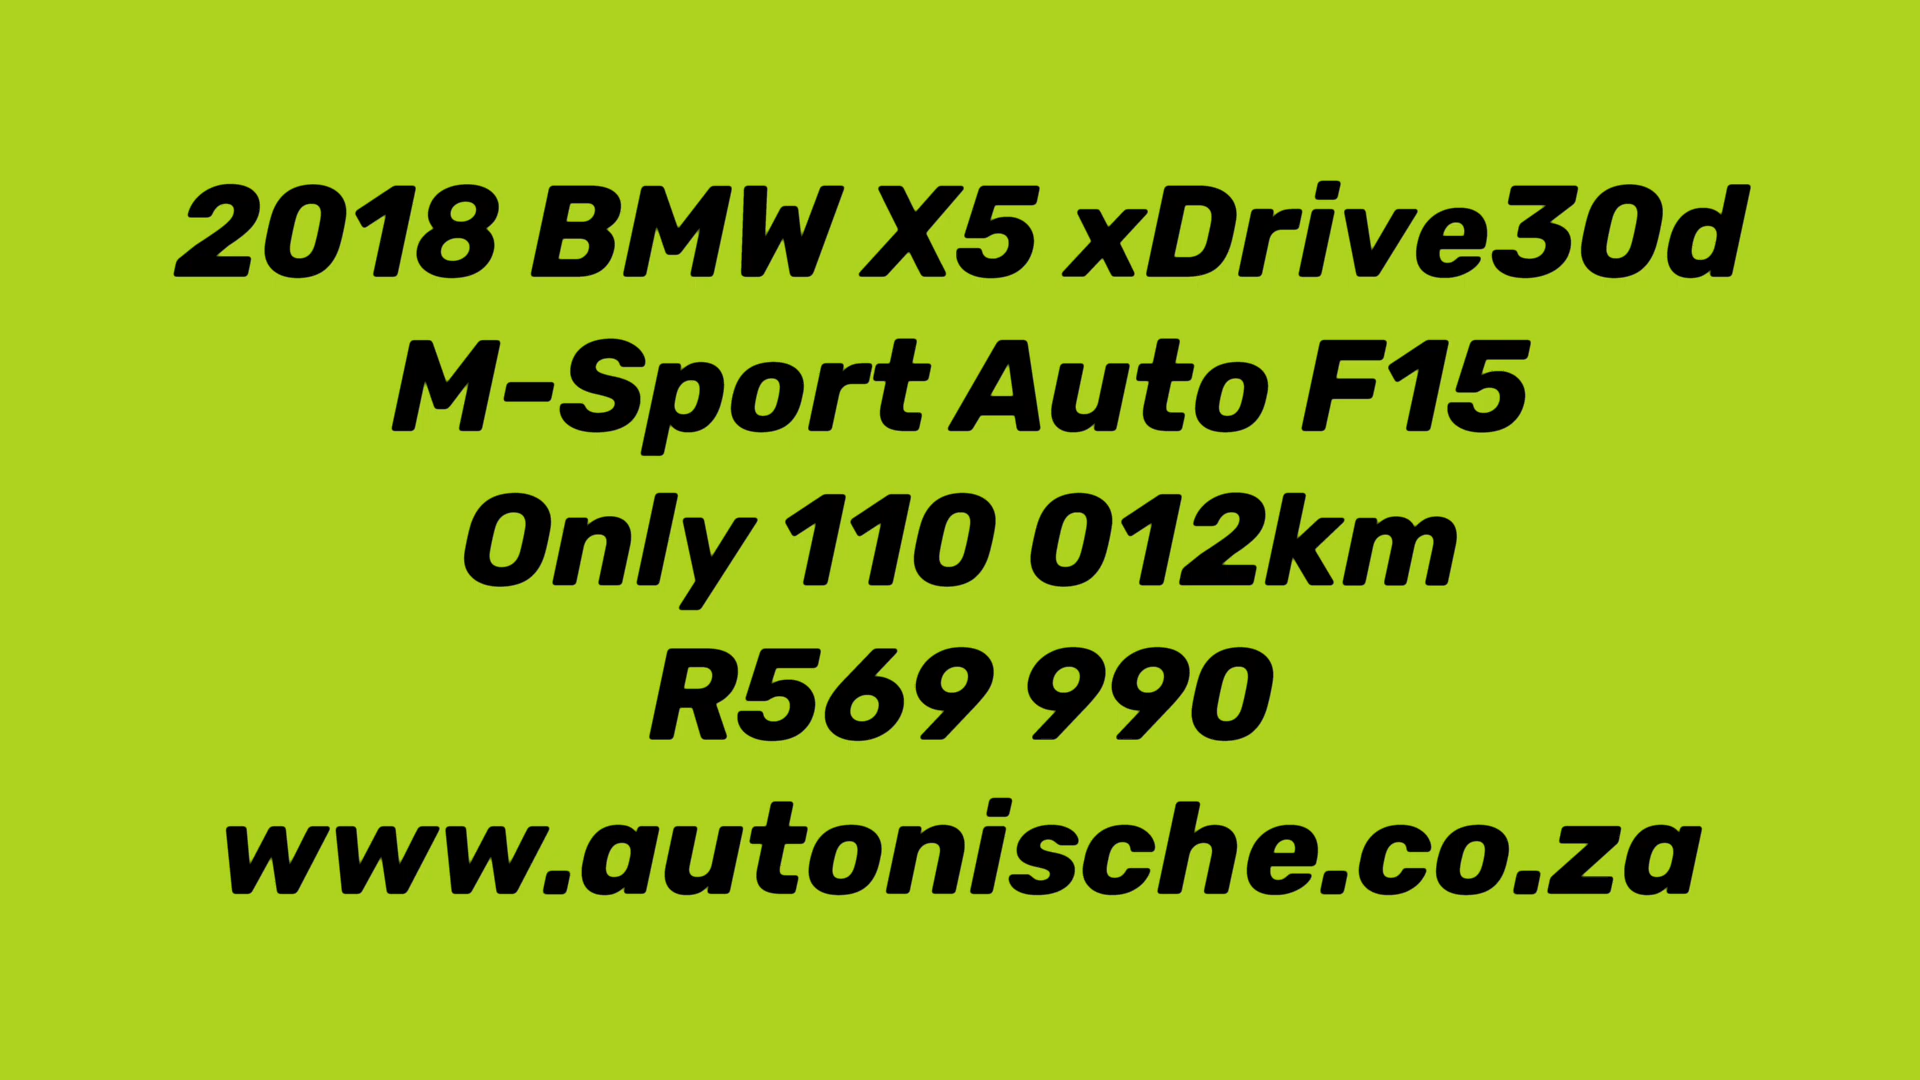 2018 BMW X5 xDrive30d
M-Sport Auto F15
Only 110 012km
R569 990
www.autonische.co.za